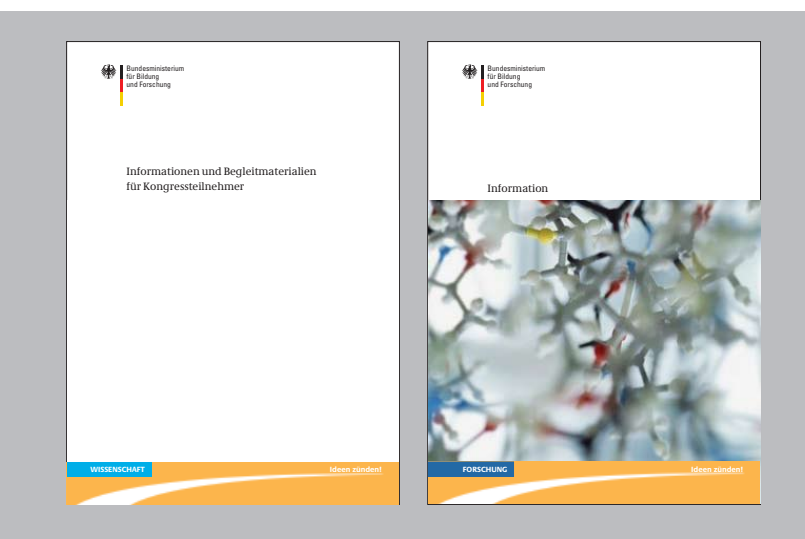 Bundesministerium
für Bildung
und Forschung
Informationen und Begleitmaterialien
für Kongressteilnehmer
WISSENSCHAFT
Ideen zünden!
Bundesministerium
für Bildung
und Forschung
Information
FORSCHUNG
Ideen zünden!